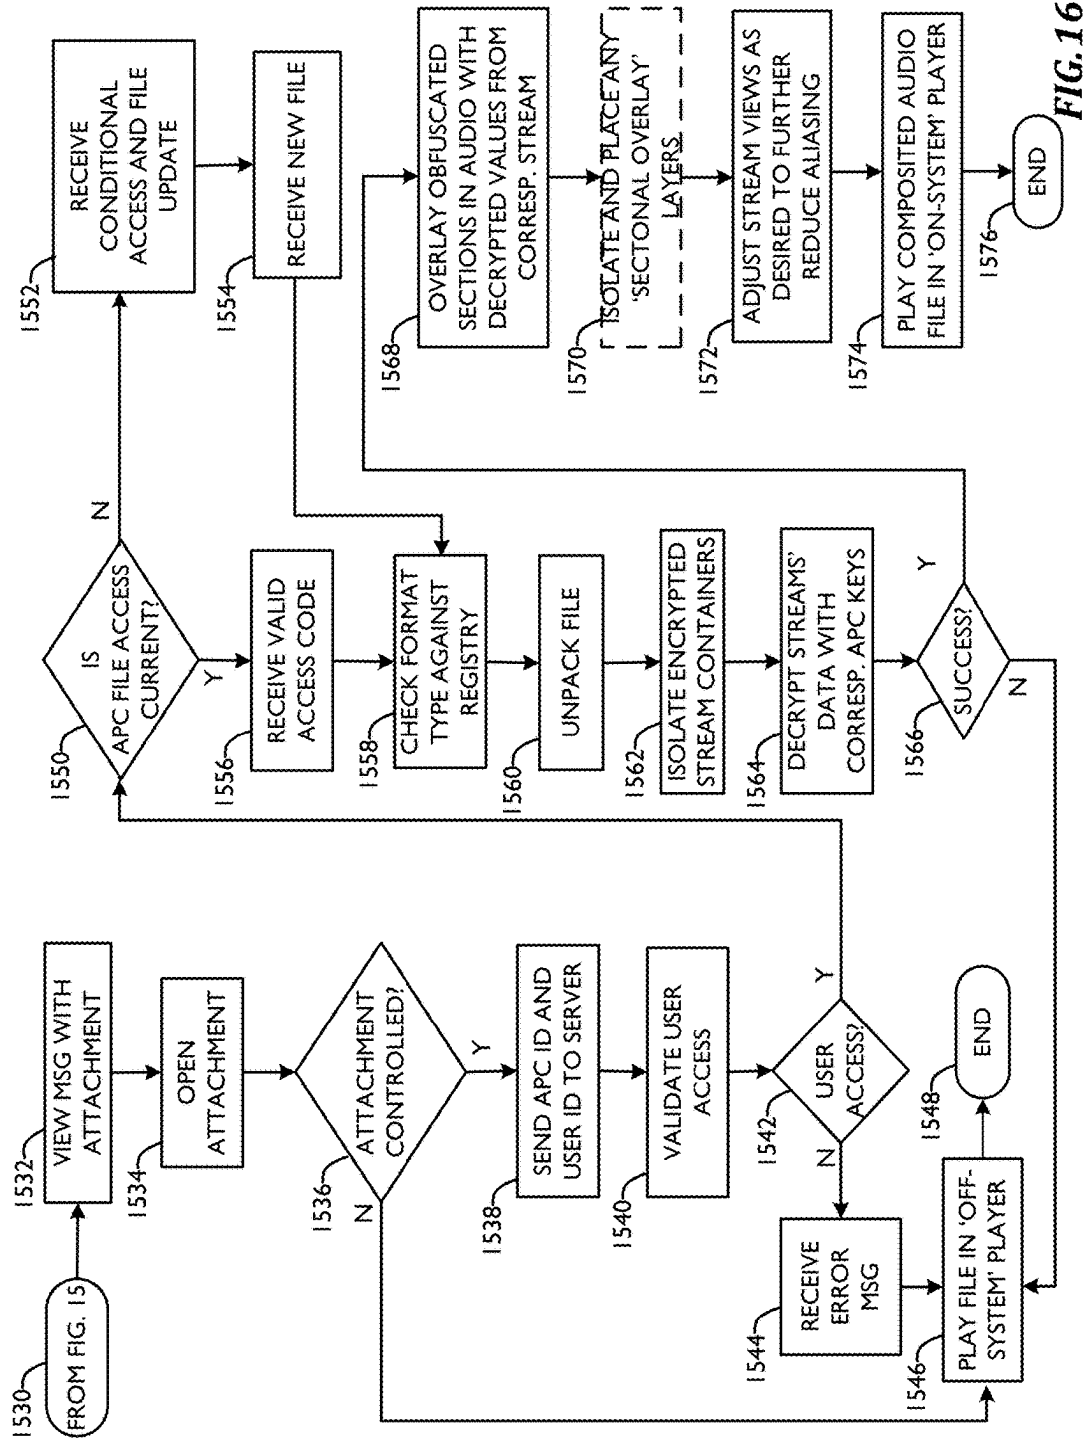 1530
FROM FIG. 15
1532
VIEW MSG WITH
ATTACHMENT
1534
OPEN
ATTACHMENT
1536
ATTACHMENT
CONTROLLED?
N
Y
1538
SEND APC ID AND
USER ID TO SERVER
1540
VALIDATE USER
ACCESS
1542
USER
ACCESS?
N
Y
1544
RECEIVE
ERROR
MSG
1546
PLAY FILE IN 'OFF-
SYSTEM' PLAYER
1548
END
1550
IS
APC FILE ACCESS
CURRENT?
N
Y
1552
RECEIVE
CONDITIONAL
ACCESS AND FILE
UPDATE
1554
RECEIVE NEW FILE
1556
RECEIVE VALID
ACCESS CODE
1558
CHECK FORMAT
TYPE AGAINST
REGISTRY
1560
UNPACK FILE
1562
ISOLATE ENCRYPTED
STREAM CONTAINERS
1564
DECRYPT STREAMS'
DATA WITH
CORRESP. APC KEYS
1566
SUCCESS?
Y
N
1568
OVERLAY OBFUSCATED
SECTIONS IN AUDIO WITH
DECRYPTED VALUES FROM
CORRESP. STREAM
1570
ISOLATE AND PLACE ANY
'SECTONAL OVERLAY'
LAYERS
1572
ADJUST STREAM VIEWS AS
DESIRED TO FURTHER
REDUCE ALIASING
1574
PLAY COMPOSITED AUDIO
FILE IN 'ON-SYSTEM' PLAYER
1576
END
FIG. 16